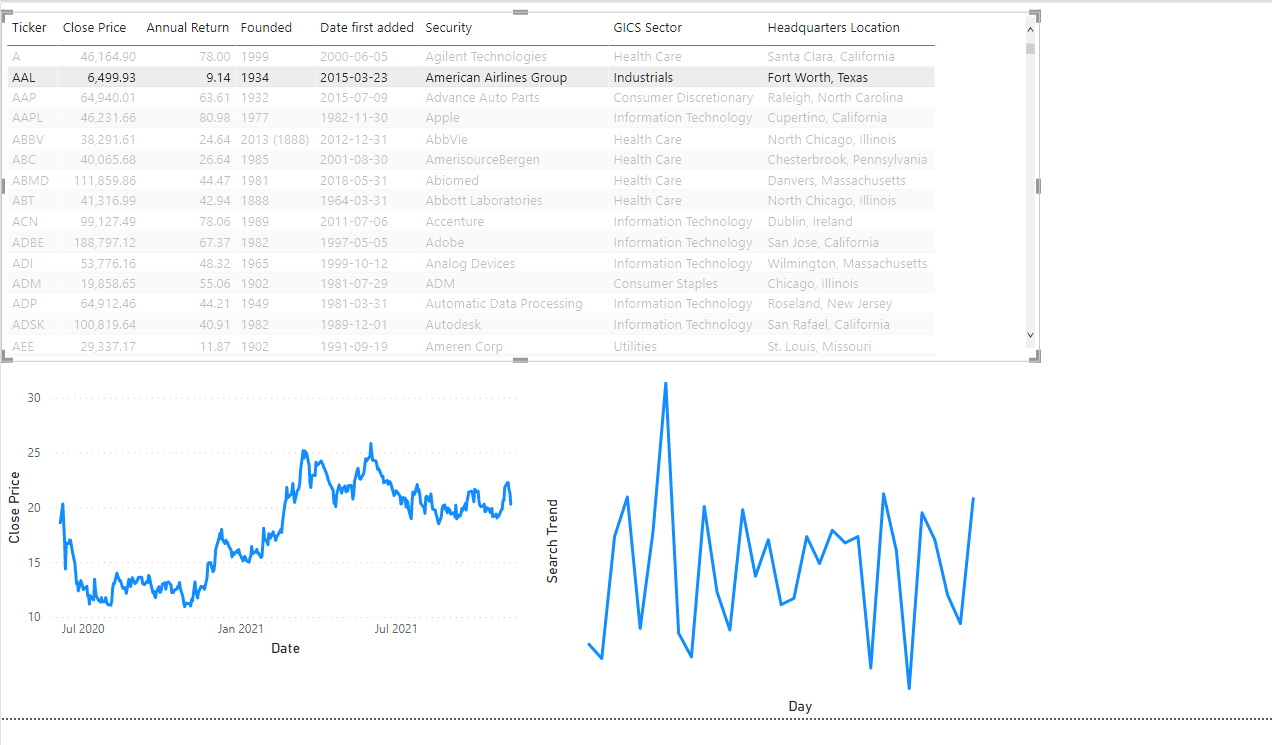 Ticker Close Price Annual Return Founded Date first added Security GICS Sector Headquarters Location
A 46,164.90 78.00 1999 2000-06-05 Agilent Technologies Health Care Santa Clara, California
AAL 6,499.93 9.14 1934 2015-03-23 American Airlines Group Industrials Fort Worth, Texas
AAP 64,940.01 63.61 1932 2015-07-09 Advance Auto Parts Consumer Discretionary Raleigh, North Carolina
AAPL 46,231.66 80.98 1977 1982-11-30 Apple Information Technology Cupertino, California
ABBV 38,291.61 24.64 2013 (1888) 2012-12-31 AbbVie Health Care North Chicago, Illinois
ABC 40,065.68 26.64 1985 2001-08-30 AmerisourceBergen Health Care Chesterbrook, Pennsylvania
ABMD 111,859.86 44.47 1981 2018-05-31 Abiomed Health Care Danvers, Massachusetts
ABT 41,316.99 42.94 1888 1964-03-31 Abbott Laboratories Health Care North Chicago, Illinois
ACN 99,127.49 78.06 1989 2011-07-06 Accenture Information Technology Dublin, Ireland
ADBE 188,797.12 67.37 1982 1997-05-05 Adobe Information Technology San Jose, California
ADI 53,776.16 48.32 1965 1999-10-12 Analog Devices Information Technology Wilmington, Massachusetts
ADM 19,858.65 55.06 1902 1981-07-29 ADM Consumer Staples Chicago, Illinois
ADP 64,912.46 44.21 1949 1981-03-31 Automatic Data Processing Information Technology Roseland, New Jersey
ADSK 100,819.64 40.91 1982 1989-12-01 Autodesk Information Technology San Rafael, California
AEE 29,337.17 11.87 1902 1991-09-19 Ameren Corp Utilities St. Louis, Missouri
30
25
20
15
10
Close Price
Jul 2020 Jan 2021 Jul 2021
Date
Search Trend
Day